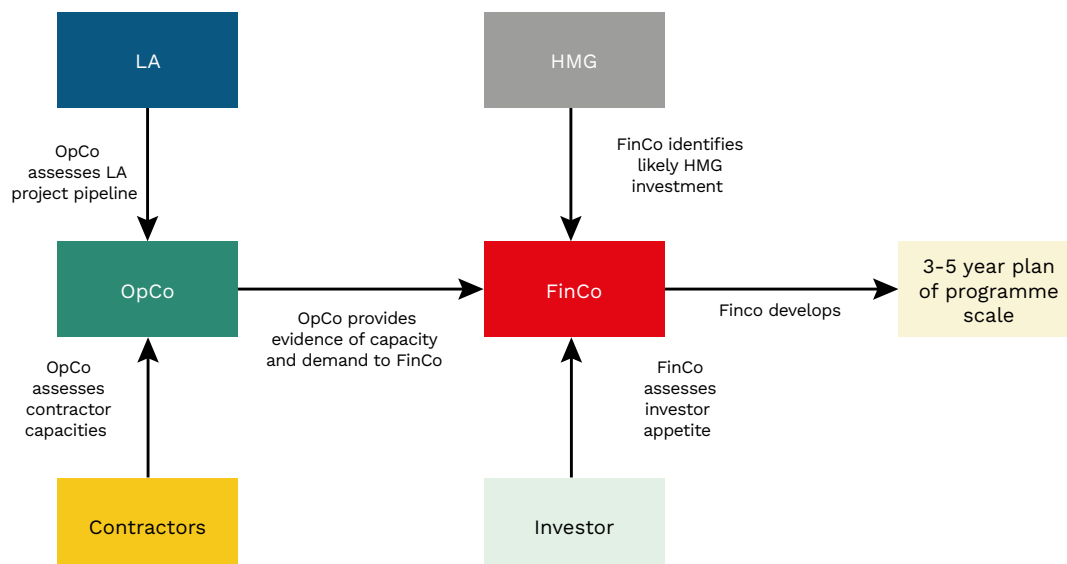 LA
HMG
OpCo
assesses LA
project pipeline
FinCo identifies
likely HMG
investment
OpCo
FinCo
3-5 year plan
of programme
scale
OpCo provides
evidence of capacity
and demand to FinCo
Finco develops
OpCo
assesses
contractor
capacities
FinCo
assesses
investor
appetite
Contractors
Investor